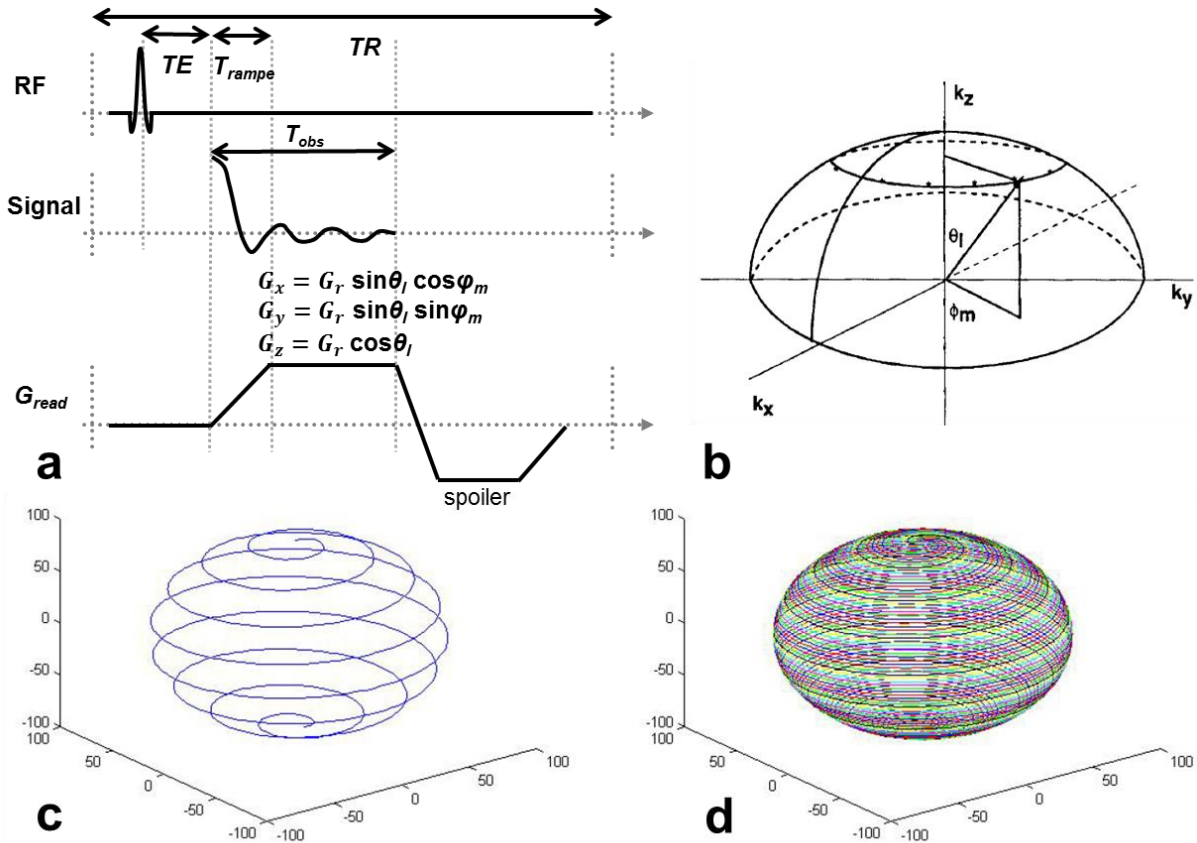 TE
T_rampe
TR
RF
T_obs
Signal
G_x = G_r sinθ_l cosφ_m
G_y = G_r sinθ_l sinφ_m
G_z = G_r cosθ_l
G_read
spoiler
a
k_z
θ_l
k_y
ϕ_m
k_x
b
100
50
0
-50
-100
100
50
0
-50
-100
-100
-50
0
50
100
c
100
50
0
-50
-100
100
50
0
-50
-100
-100
-50
0
50
100
d